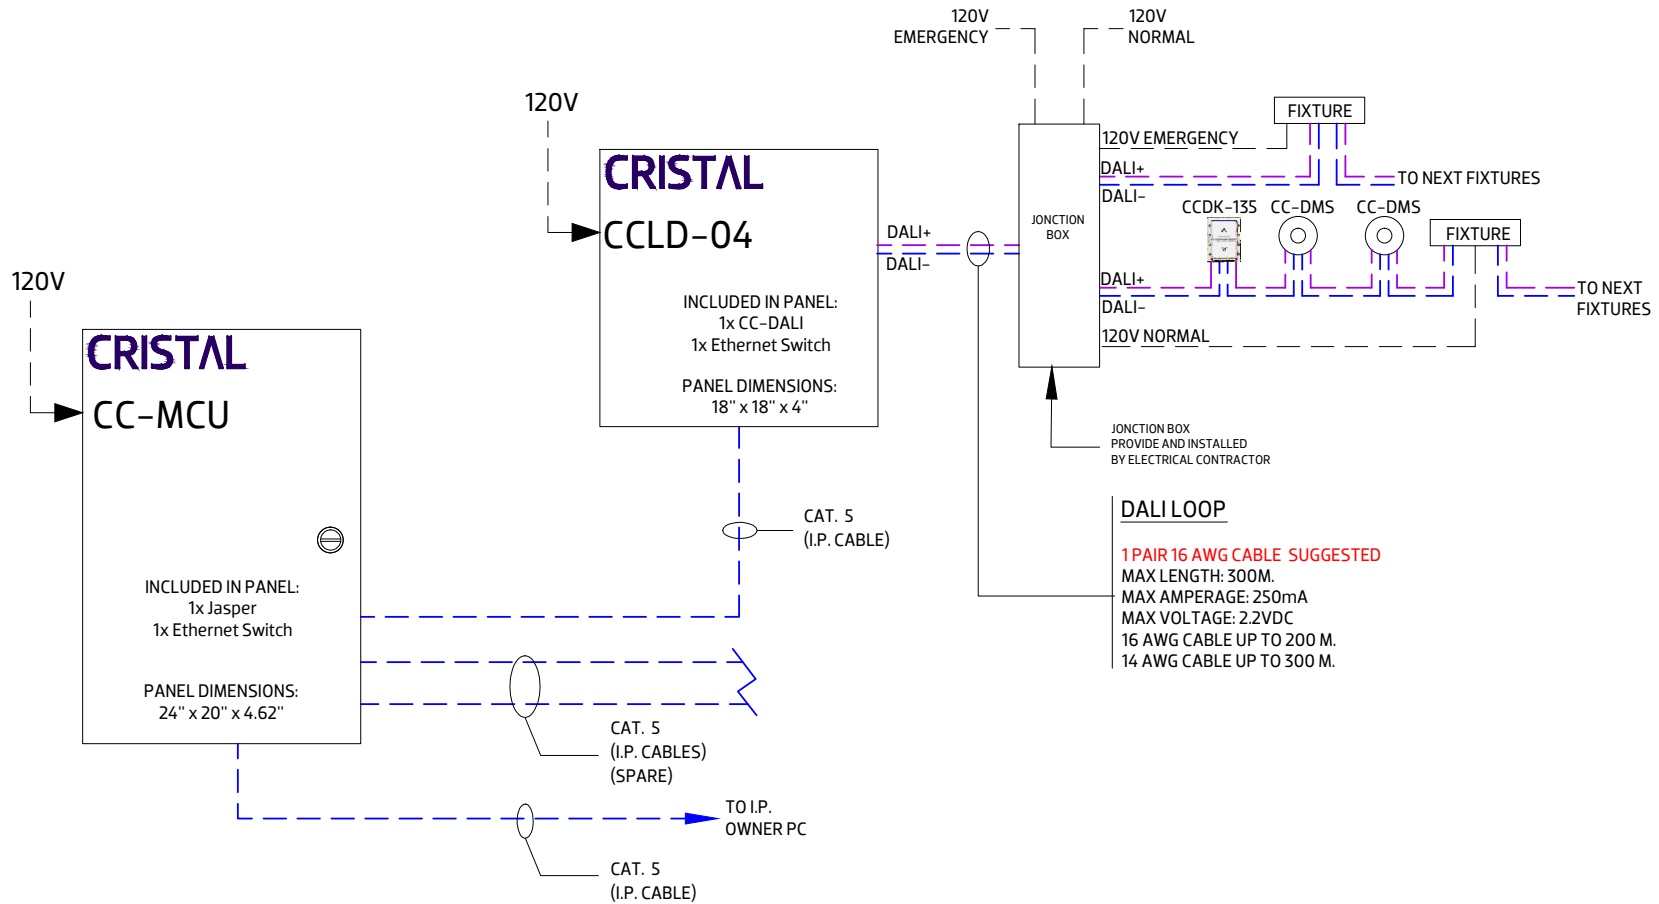 120V
EMERGENCY
120V
NORMAL
120V
CRISTAL
CCLD-04
INCLUDED IN PANEL:
1x CC-DALI
1x Ethernet Switch
PANEL DIMENSIONS:
18" x 18" x 4"
DALI+
DALI-
JONCTION
BOX
120V EMERGENCY
DALI+
DALI-
FIXTURE
TO NEXT FIXTURES
CCDK-135
CC-DMS
CC-DMS
FIXTURE
DALI+
DALI-
120V NORMAL
TO NEXT
FIXTURES
JONCTION BOX
PROVIDE AND INSTALLED
BY ELECTRICAL CONTRACTOR
120V
CRISTAL
CC-MCU
INCLUDED IN PANEL:
1x Jasper
1x Ethernet Switch
PANEL DIMENSIONS:
24" x 20" x 4.62"
CAT. 5
(I.P. CABLE)
DALI LOOP
1 PAIR 16 AWG CABLE SUGGESTED
MAX LENGTH: 300M.
MAX AMPERAGE: 250mA
MAX VOLTAGE: 2.2VDC
16 AWG CABLE UP TO 200 M.
14 AWG CABLE UP TO 300 M.
CAT. 5
(I.P. CABLES)
(SPARE)
TO I.P.
OWNER PC
CAT. 5
(I.P. CABLE)